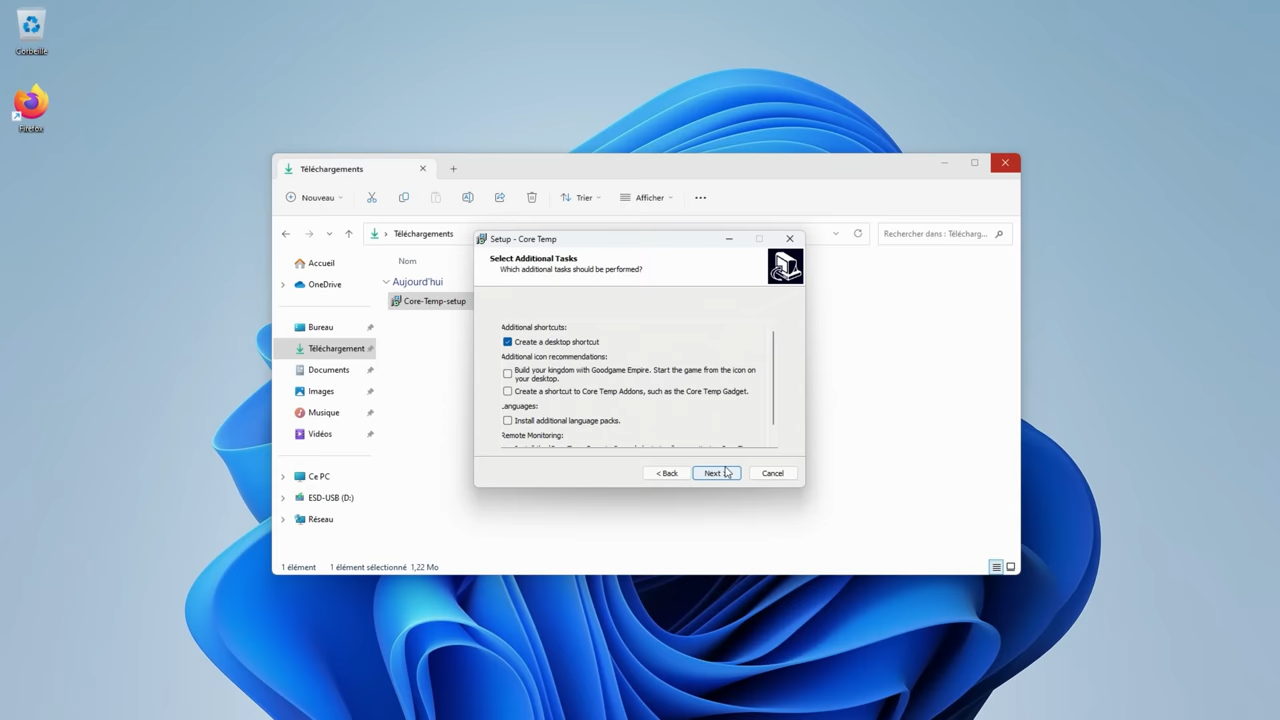 Corbeille
Firefox
Téléchargements
Nouveau
Trier
Afficher
Téléchargements
Rechercher dans : Télécharg...
Accueil
OneDrive
Bureau
Téléchargement
Documents
Images
Musique
Vidéos
Ce PC
ESD-USB (D:)
Réseau
Nom
Aujourd'hui
Core-Temp-setup
Setup - Core Temp
Select Additional Tasks
Which additional tasks should be performed?
Additional shortcuts:
Create a desktop shortcut
Additional icon recommendations:
Build your kingdom with Goodgame Empire. Start the game from the icon on
your desktop.
Create a shortcut to Core Temp Addons, such as the Core Temp Gadget.
Languages:
Install additional language packs.
Remote Monitoring:
< Back
Next
Cancel
1 élément
1 élément sélectionné 1,22 Mo